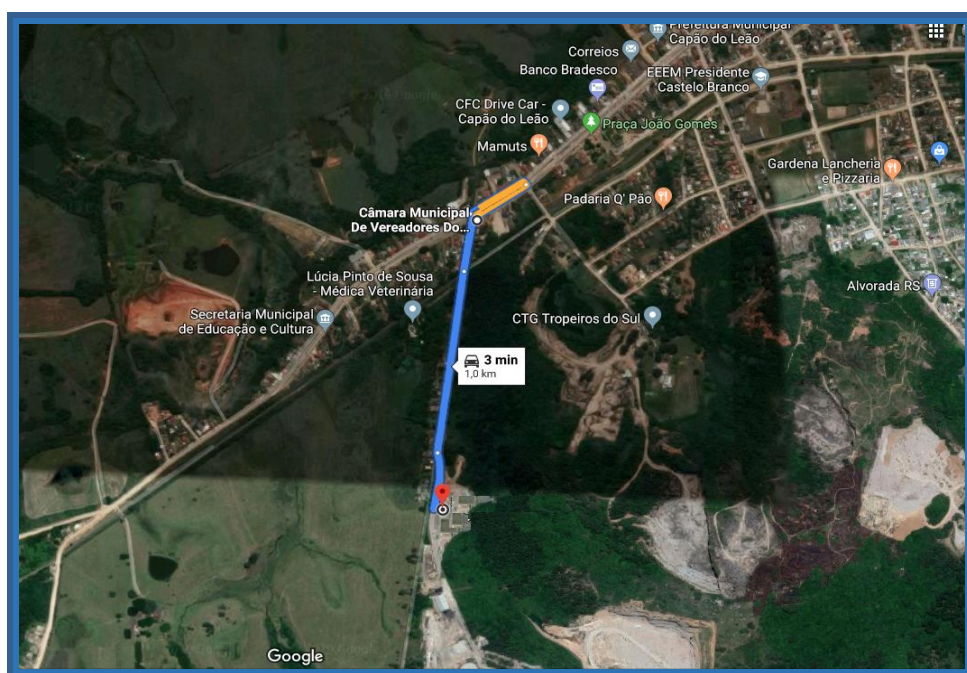 Prefeitura Municipal
Capão do Leão
Correios
Banco Bradesco
EEEM Presidente
Castelo Branco
CFC Drive Car -
Capão do Leão
Praça João Gomes
Mamuts
Gardena Lancheria
e Pizzaria
Padaria Q' Pão
Câmara Municipal
De Vereadores Do...
Lúcia Pinto de Sousa
- Médica Veterinária
Alvorada RS
Secretaria Municipal
de Educação e Cultura
CTG Tropeiros do Sul
3 min
1,0 km
Google